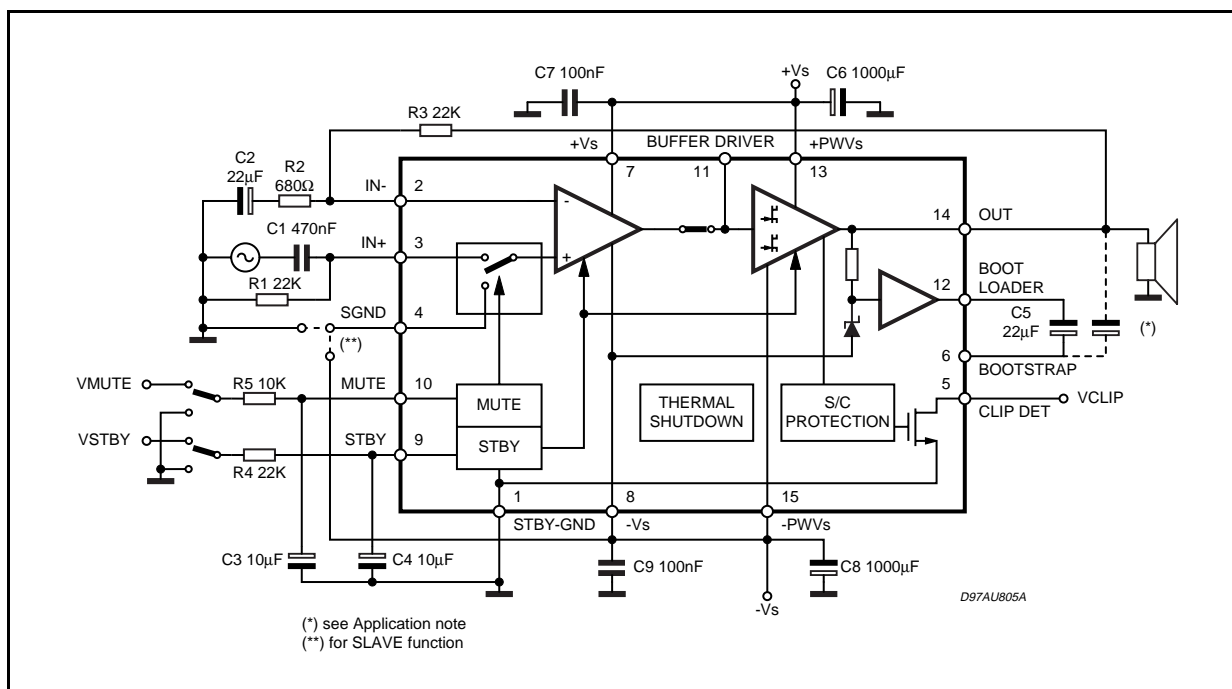 C7 100nF
+Vs
C6 1000μF
R3 22K
+Vs
BUFFER DRIVER
+PWVs
7
11
13
C2
22μF
R2
680Ω
IN-
2
-
14
OUT
C1 470nF
IN+
3
+
R1 22K
SGND
4
(**)
12
BOOT
LOADER
C5
22μF
(*)
6
BOOTSTRAP
5
VCLIP
CLIP DET
VMUTE
R5 10K
MUTE
10
MUTE
THERMAL
SHUTDOWN
S/C
PROTECTION
VSTBY
R4 22K
STBY
9
STBY
1
8
15
STBY-GND
-Vs
-PWVs
C3 10μF
C4 10μF
C9 100nF
C8 1000μF
-Vs
D97AU805A
(*) see Application note
(**) for SLAVE function